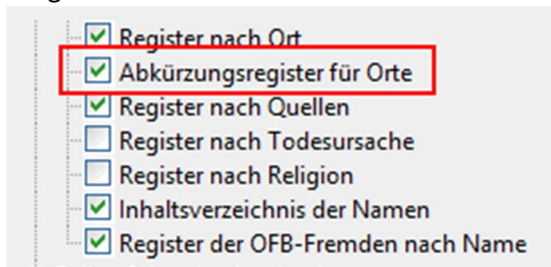 Register nach Ort
Abkürzungsregister für Orte
Register nach Quellen
Register nach Todesursache
Register nach Religion
Inhaltsverzeichnis der Namen
Register der OFB-Fremden nach Name